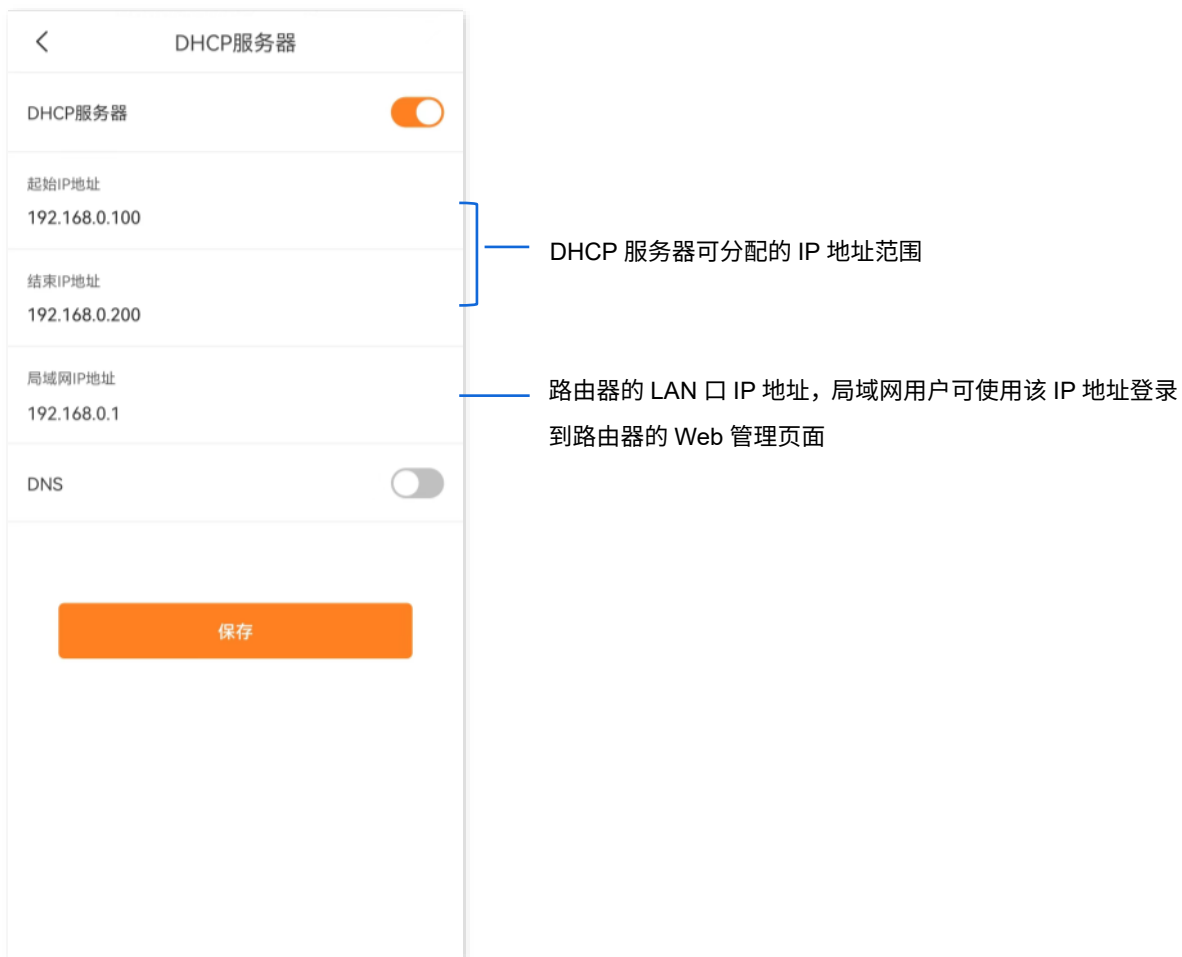 DHCP服务器
DHCP服务器
起始IP地址
192.168.0.100
结束IP地址
192.168.0.200
DHCP 服务器可分配的 IP 地址范围
局域网IP地址
192.168.0.1
路由器的 LAN 口 IP 地址，局域网用户可使用该 IP 地址登录
到路由器的 Web 管理页面
DNS
保存